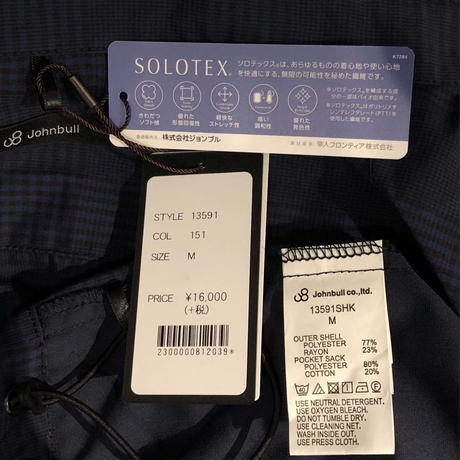 K7284
SOLOTEX®
ソロテックス®は、あらゆるものの着心地や使い心地
を快適にする、無限の可能性を秘めた繊維です。
きわだつ
ソフト感
優れた
形態回復性
軽快な
ストレッチ性
高い
調和性
優れた
発色性
株式会社ジョンブル
帝人フロンティア株式会社
Johnbull
STYLE 13591
COL 151
SIZE M
PRICE ¥16,000
(+税)
2300000812039
Johnbull co.,ltd.
13591SHK
M
OUTER SHELL
POLYESTER 77%
RAYON 23%
POCKET SACK
POLYESTER 80%
COTTON 20%
USE NEUTRAL DETERGENT.
USE OXYGEN BLEACH.
DO NOT TUMBLE DRY.
USE CLEANING NET.
WASH INSIDE OUT.
USE PRESS CLOTH.